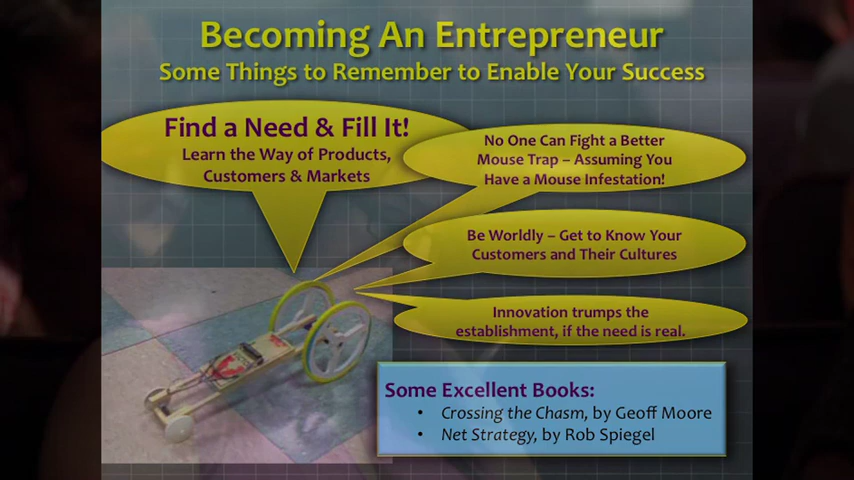 Becoming An Entrepreneur
Some Things to Remember to Enable Your Success
Find a Need & Fill It!
Learn the Way of Products,
Customers & Markets
No One Can Fight a Better
Mouse Trap – Assuming You
Have a Mouse Infestation!
Be Worldly – Get to Know Your
Customers and Their Cultures
Innovation trumps the
establishment, if the need is real.
Some Excellent Books:
• Crossing the Chasm, by Geoff Moore
• Net Strategy, by Rob Spiegel